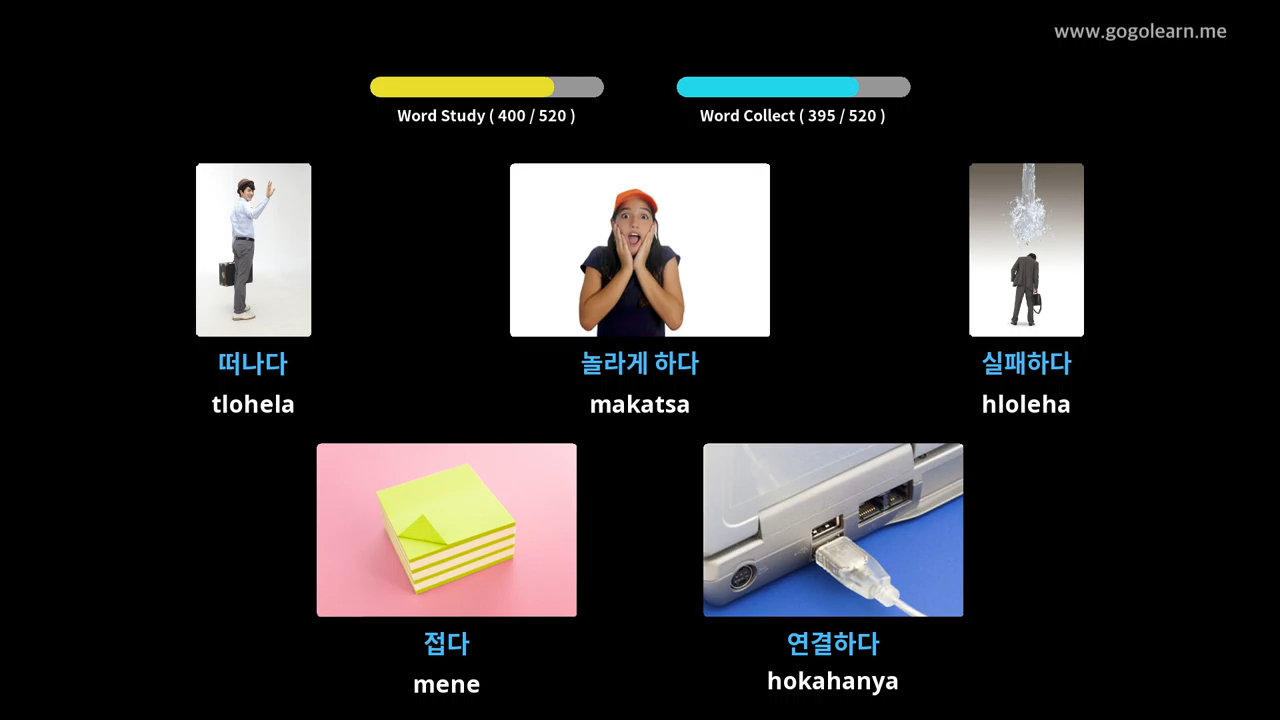 www.gogolearn.me
Word Study ( 400 / 520 )
Word Collect ( 395 / 520 )
떠나다
놀라게 하다
실패하다
tlohela
makatsa
hloleha
접다
연결하다
mene
hokahanya